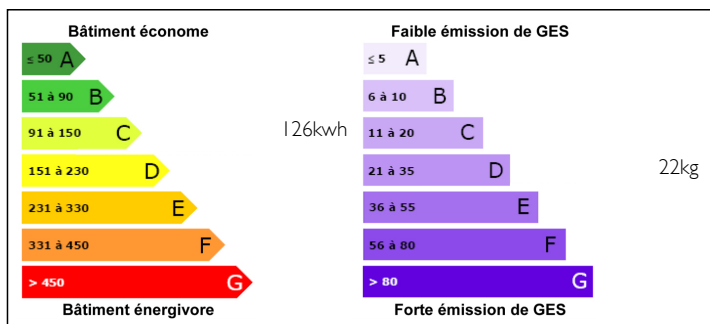 Bâtiment économe
≤ 50 A
51 à 90 B
91 à 150 C
126kwh
151 à 230 D
231 à 330 E
331 à 450 F
> 450 G
Bâtiment énergivore
Faible émission de GES
≤ 5 A
6 à 10 B
11 à 20 C
21 à 35 D
22kg
36 à 55 E
56 à 80 F
> 80 G
Forte émission de GES